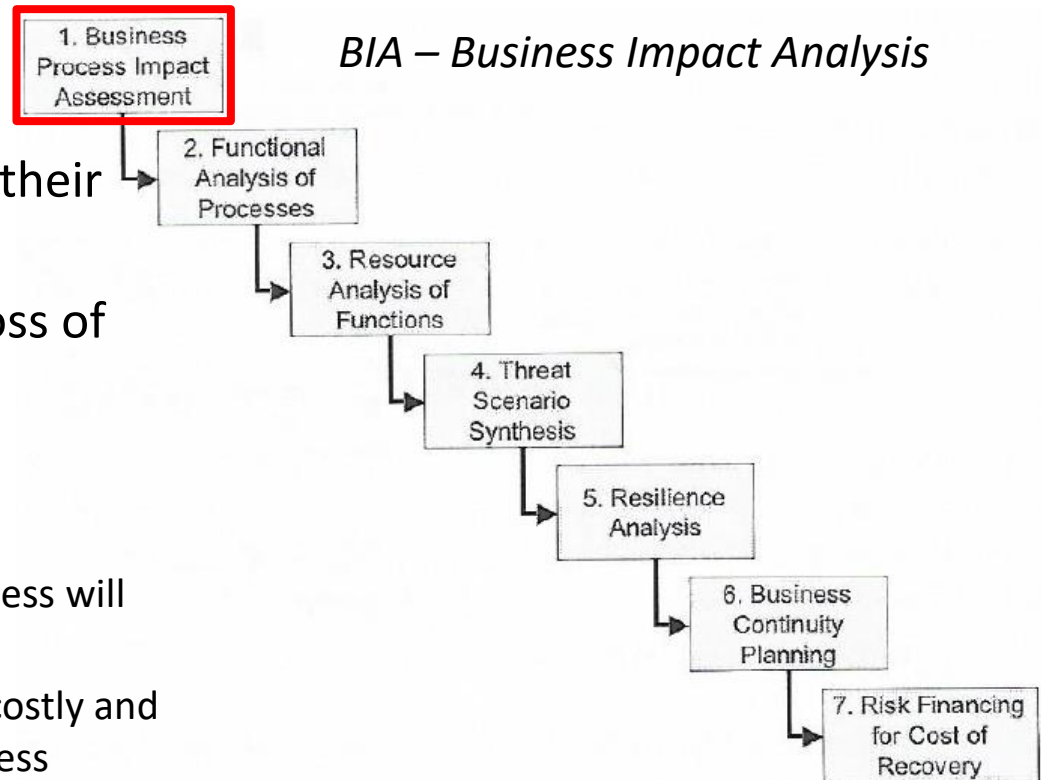 1. Business
Process Impact
Assessment
BIA – Business Impact Analysis
2. Functional
Analysis of
Processes
their
3. Resource
Analysis of
Functions
oss of
4. Threat
Scenario
Synthesis
5. Resilience
Analysis
ess will
6. Business
Continuity
Planning
costly and
ess
7. Risk Financing
for Cost of
Recovery